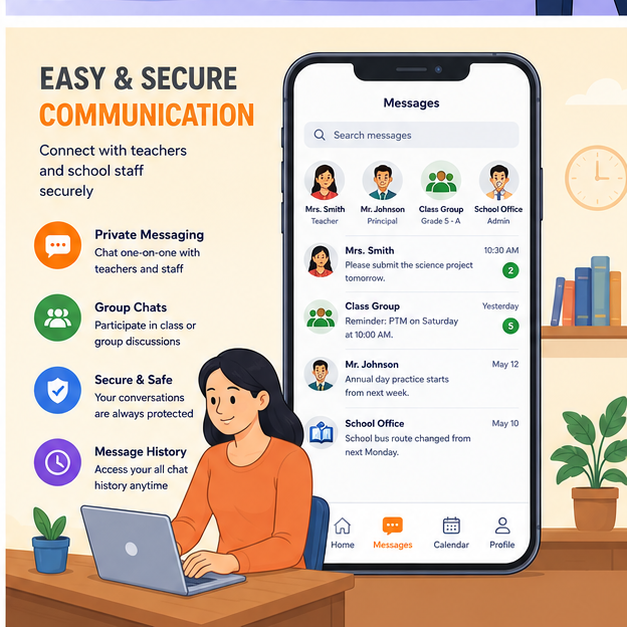 EASY & SECURE
COMMUNICATION
Connect with teachers
and school staff
securely
Private Messaging
Chat one-on-one with
teachers and staff
Group Chats
Participate in class or
group discussions
Secure & Safe
Your conversations
are always protected
Message History
Access your all chat
history anytime
Messages
Search messages
Mrs. Smith
Teacher
Mr. Johnson
Principal
Class Group
Grade 5 - A
School Office
Admin
Mrs. Smith
10:30 AM
Please submit the science project
tomorrow.
2
Class Group
Yesterday
Reminder: PTM on Saturday
at 10:00 AM.
5
Mr. Johnson
May 12
Annual day practice starts
from next week.
School Office
May 10
School bus route changed from
next Monday.
Home
Messages
Calendar
Profile